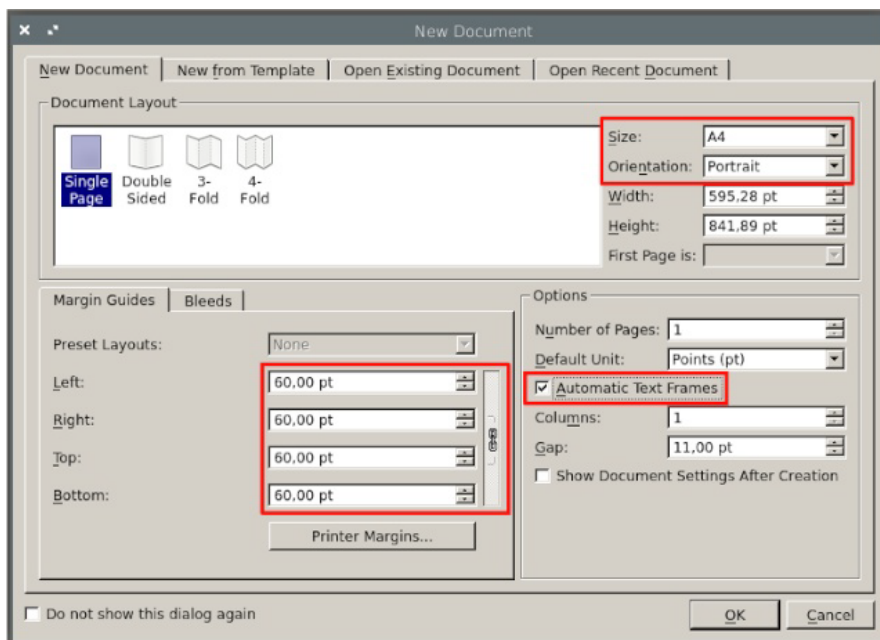 New Document
New Document New from Template Open Existing Document Open Recent Document
Document Layout
Single Page
Double Sided
3-Fold
4-Fold
Size: A4
Orientation: Portrait
Width: 595,28 pt
Height: 841,89 pt
First Page is:
Margin Guides Bleeds
Preset Layouts: None
Left: 60,00 pt
Right: 60,00 pt
Top: 60,00 pt
Bottom: 60,00 pt
Printer Margins...
Options
Number of Pages: 1
Default Unit: Points (pt)
Automatic Text Frames
Columns: 1
Gap: 11,00 pt
Show Document Settings After Creation
Do not show this dialog again
OK Cancel